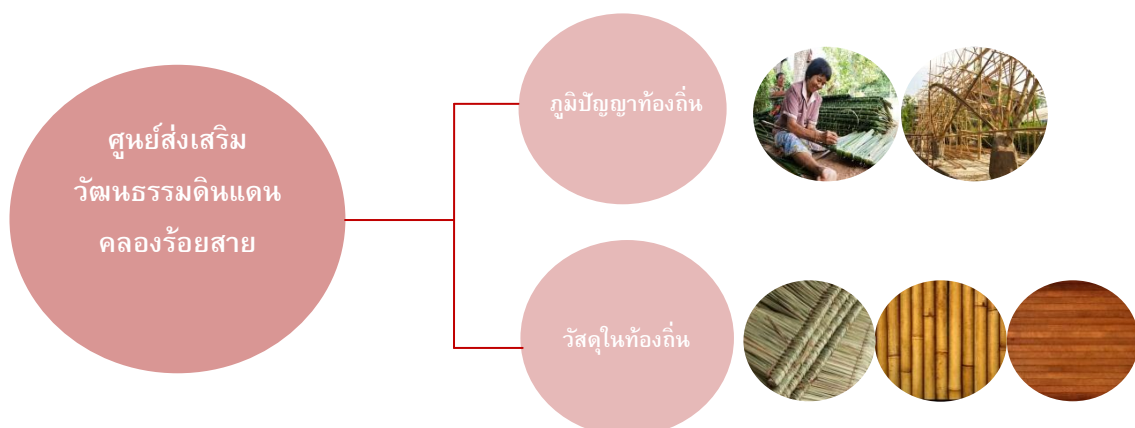 ศูนย์ส่งเสริม
วัฒนธรรมดินแดน
คลองร้อยสาย
ภูมิปัญญาท้องถิ่น
วัสดุในท้องถิ่น